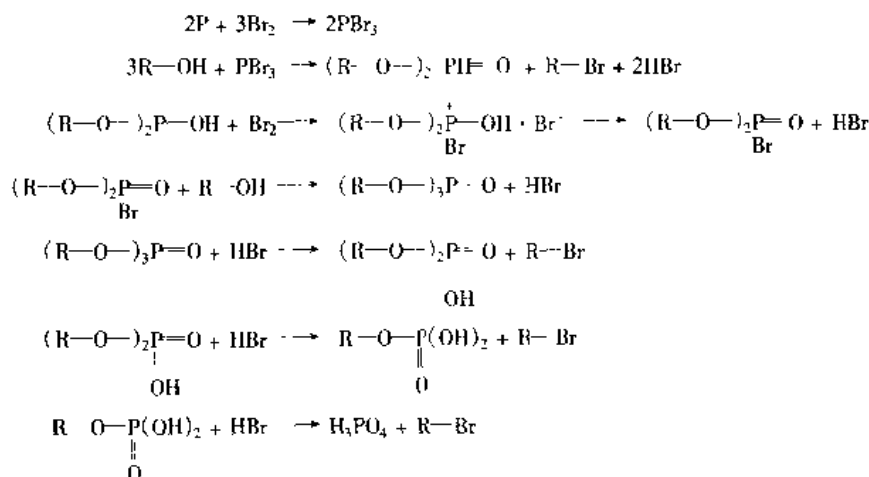 2P + 3Br₂ → 2PBr₃
3R—OH + PBr₃ → (R- O—)₂ PH= O + R—Br + 2HBr
(R—O—)₂P—OH + Br₂ → (R—O—)₂P⁺—OH · Br⁻ → (R—O—)₂P=O + HBr
Br Br
(R—O—)₂P=O + R -OH → (R—O—)₃P · O + HBr
Br
(R—O—)₃P=O + HBr → (R—O—)₂P= O + R—Br
OH
(R—O—)₂P=O + HBr → R—O—P(OH)₂ + R—Br
OH O
R O—P(OH)₂ + HBr → H₃PO₄ + R—Br
O